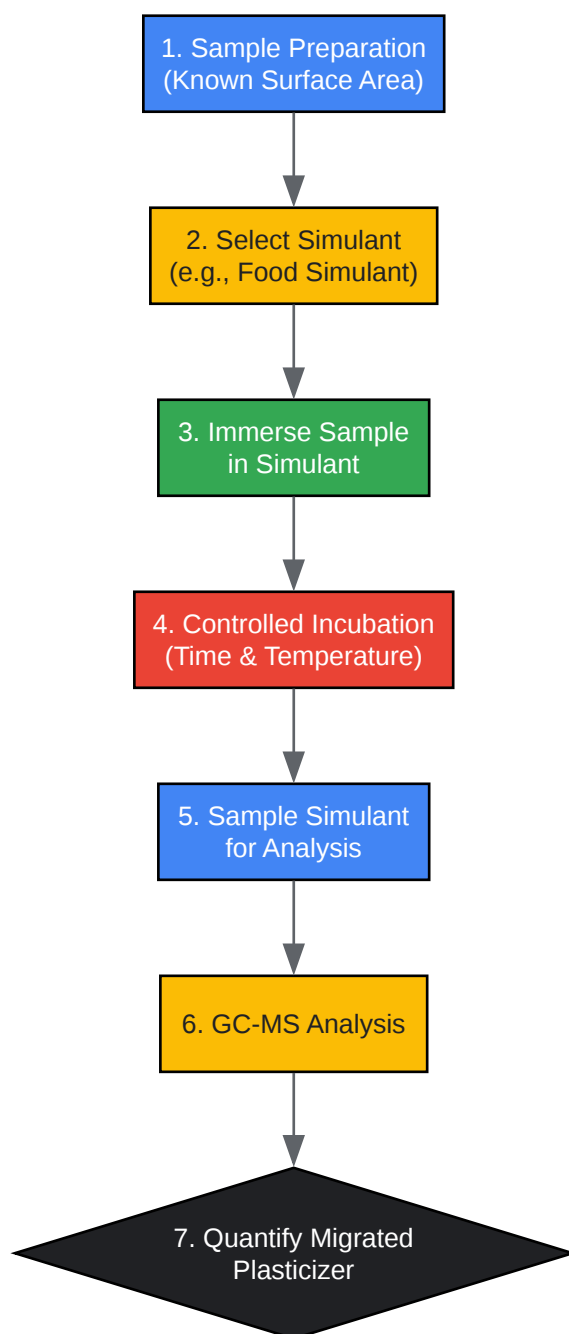 1. Sample Preparation
(Known Surface Area)
2. Select Simulant
(e.g., Food Simulant)
3. Immerse Sample
in Simulant
4. Controlled Incubation
(Time & Temperature)
5. Sample Simulant
for Analysis
6. GC-MS Analysis
7. Quantify Migrated
Plasticizer